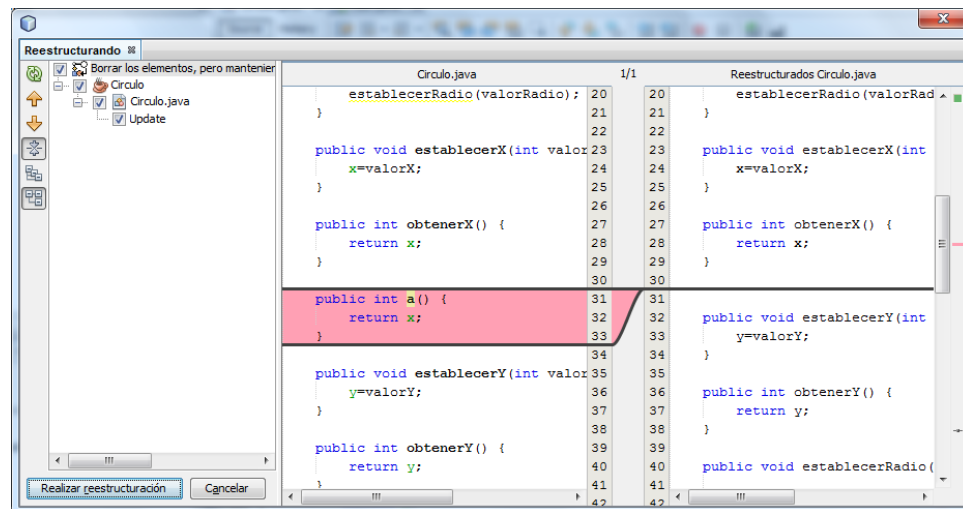 Reestructurando
Borrar los elementos, pero mantenier
Circulo
Circulo.java
Update
Realizar reestructuración
Cancelar
Circulo.java
1/1
Reestructurados Circulo.java
establecerRadio(valorRadio); 20
} 21
22
public void establecerX(int valor 23
x=valorX; 24
} 25
26
public int obtenerX() { 27
return x; 28
} 29
30
public int a() { 31
return x; 32
} 33
34
public void establecerY(int valor 35
y=valorY; 36
} 37
38
public int obtenerY() { 39
return y; 40
} 41
42
20 establecerRadio(valorRad
21 }
22
23 public void establecerX(int
24 x=valorX;
25 }
26
27 public int obtenerX() {
28 return x;
29 }
30
31
32 public void establecerY(int
33 y=valorY;
34 }
35
36 public int obtenerY() {
37 return y;
38 }
39
40 public void establecerRadio(
41
42